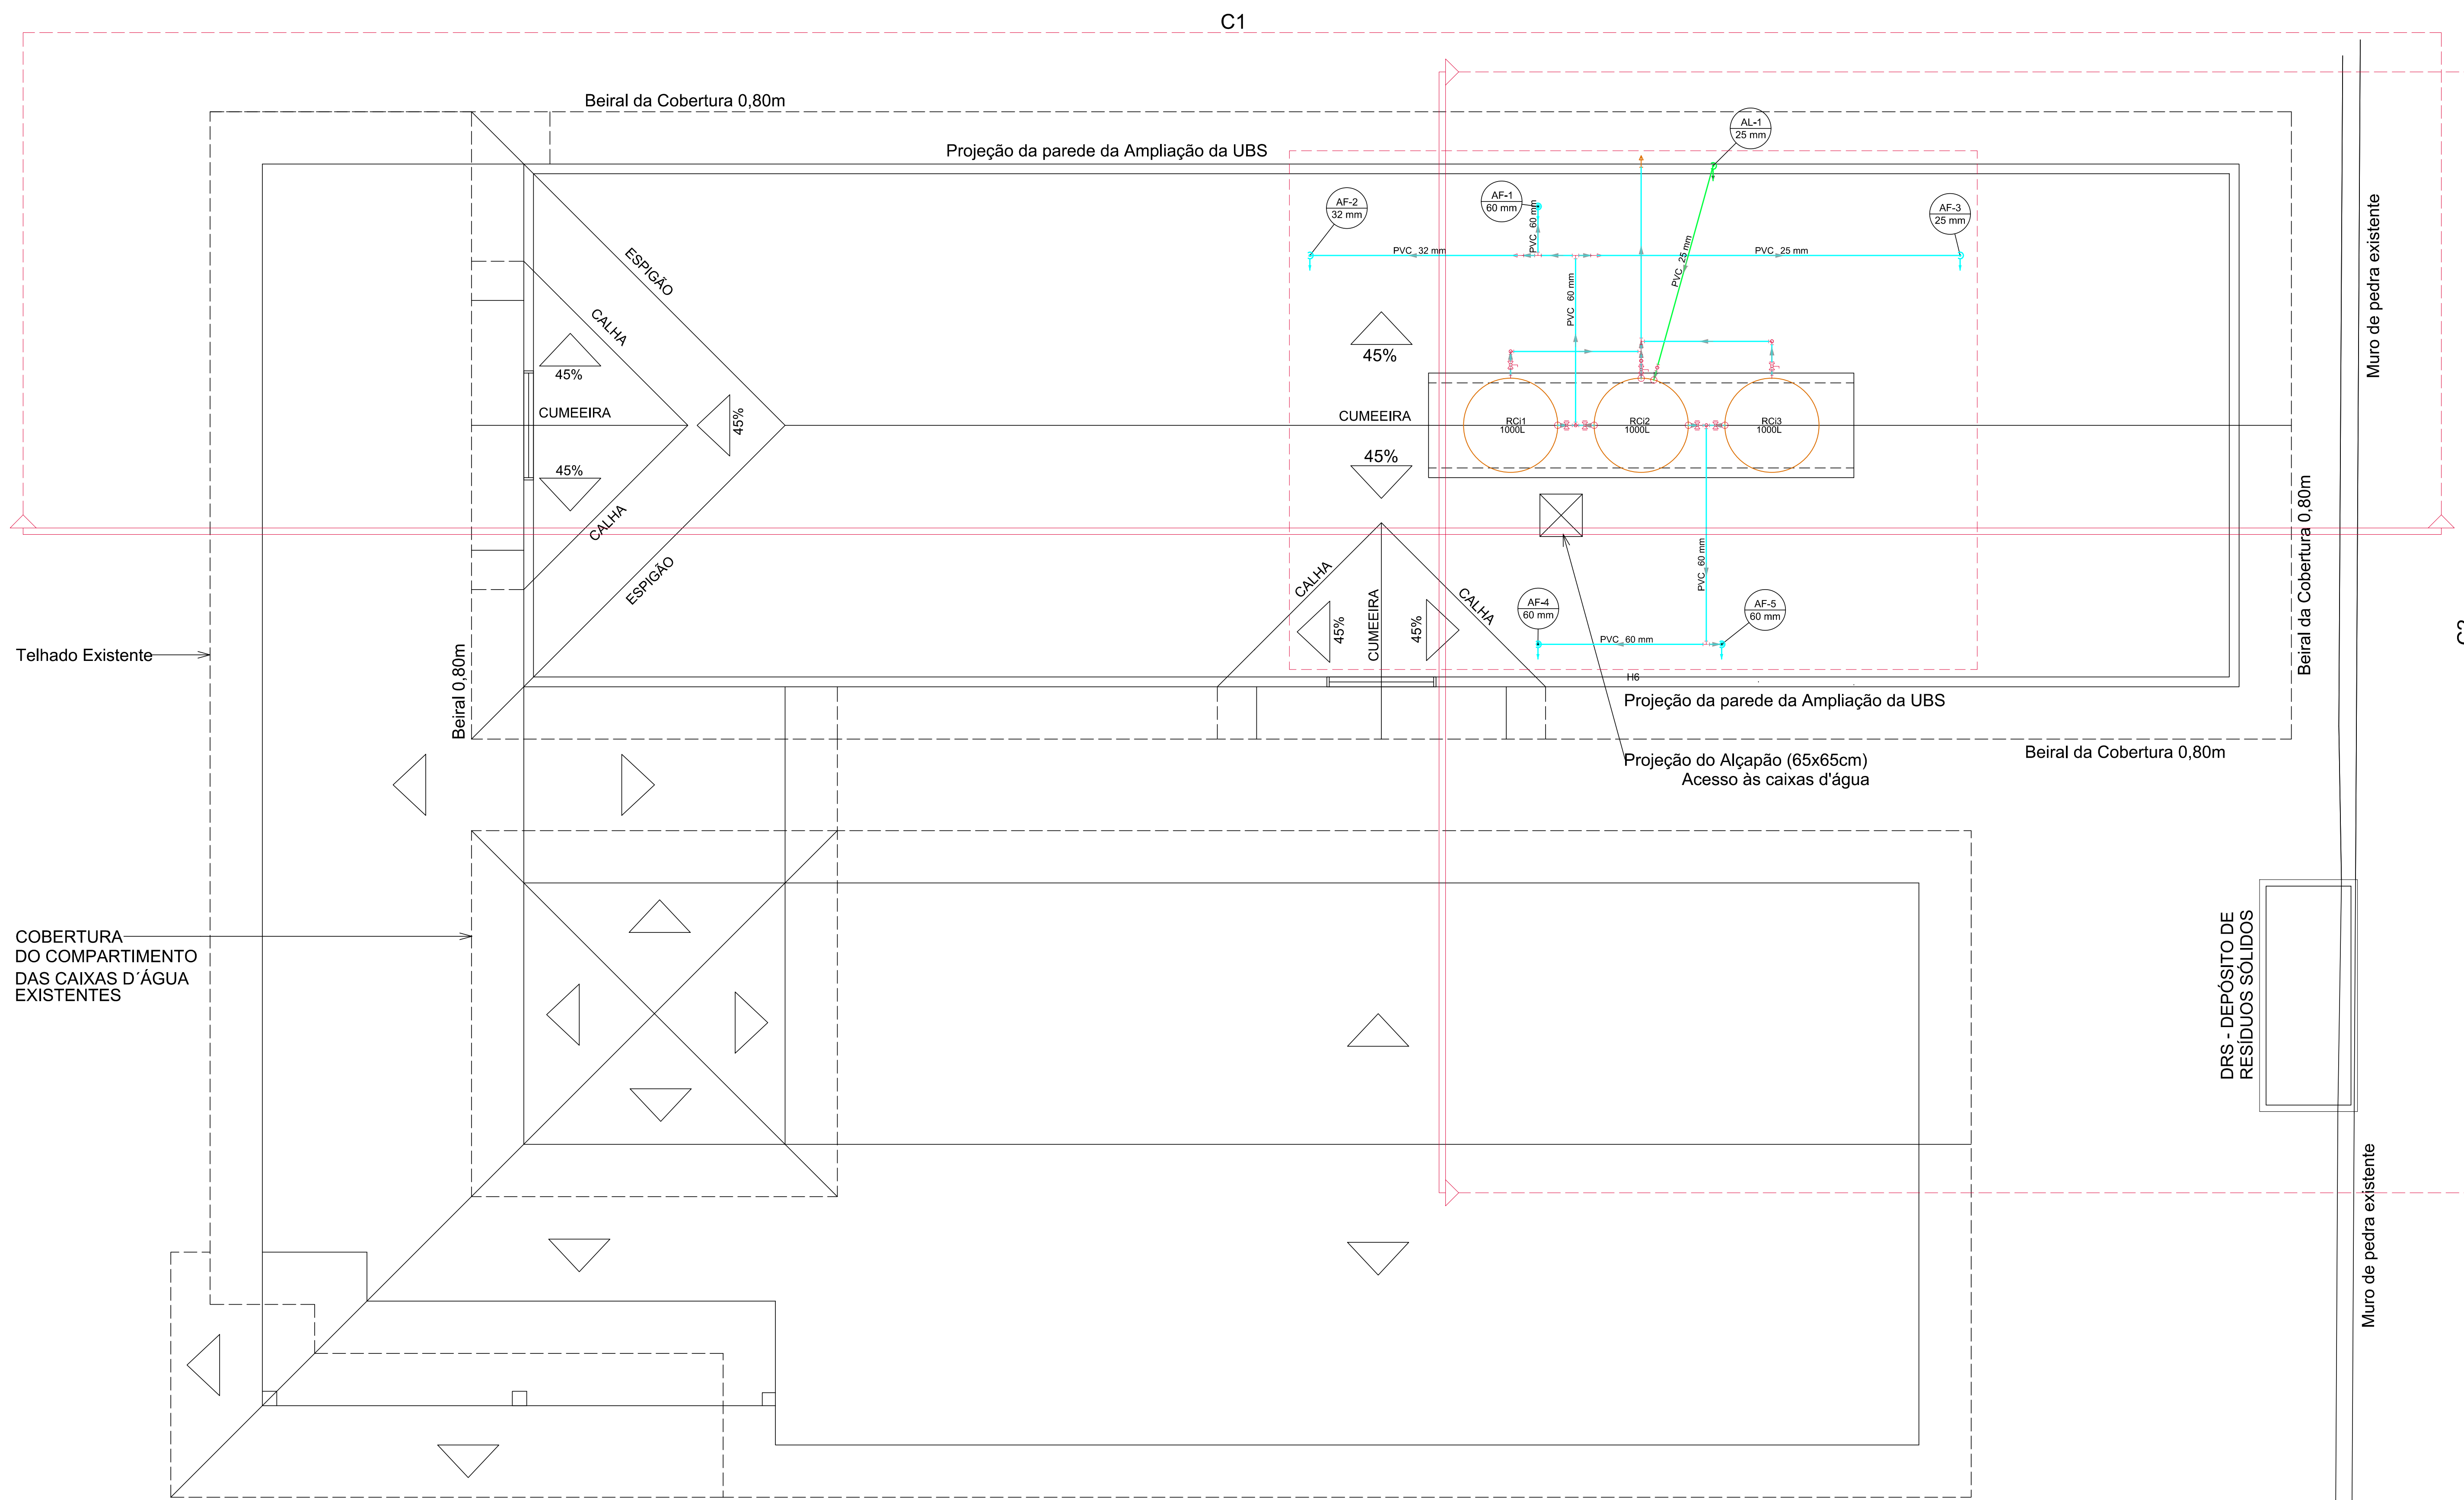 C1
Beiral da Cobertura 0,80m
Projeção da parede da Ampliação da UBS
AL-1
25 mm
AF-2
32 mm
AF-1
60 mm
AF-3
25 mm
PVC 32 mm
PVC 60 mm
PVC 25 mm
PVC 25 mm
PVC 60 mm
Muro de pedra existente
ESPIGÃO
CALHA
45%
CUMEEIRA
45%
45%
CALHA
ESPIGÃO
45%
CUMEEIRA
45%
RCi1
1000L
RCi2
1000L
RCi3
1000L
Beiral da Cobertura 0,80m
CALHA
CUMEEIRA
CALHA
45%
45%
PVC 60 mm
AF-4
60 mm
AF-5
60 mm
PVC 60 mm
C2
Telhado Existente
Beiral 0,80m
H6
Projeção da parede da Ampliação da UBS
Projeção do Alçapão (65x65cm)
Acesso às caixas d'água
Beiral da Cobertura 0,80m
COBERTURA
DO COMPARTIMENTO
DAS CAIXAS D´ÁGUA
EXISTENTES
DRS - DEPÓSITO DE
RESÍDUOS SÓLIDOS
Muro de pedra existente